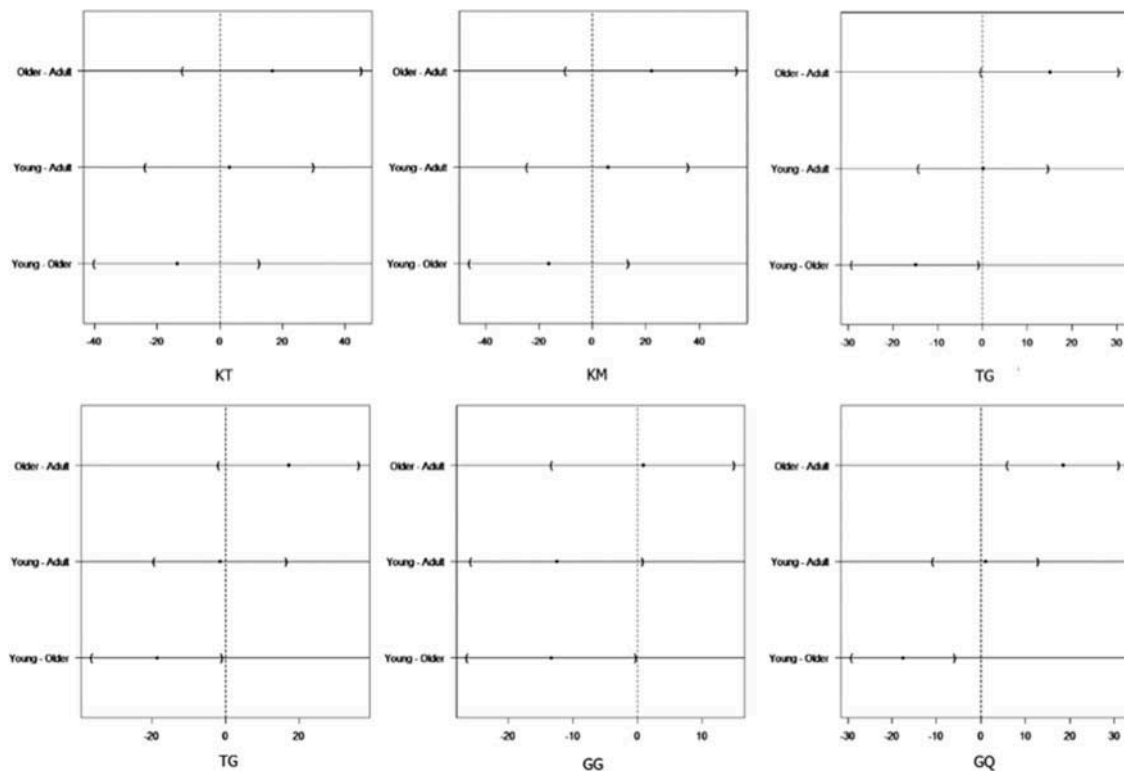 Older - Adult
Young - Adult
Young - Older
-40 -20 0 20 40
KT
Older - Adult
Young - Adult
Young - Older
-40 -20 0 20 40
KM
Older - Adult
Young - Adult
Young - Older
-30 -20 -10 0 10 20 30
TG
Older - Adult
Young - Adult
Young - Older
-20 0 20
TG
Older - Adult
Young - Adult
Young - Older
-20 -10 0 10
GG
Older - Adult
Young - Adult
Young - Older
-30 -20 -10 0 10 20 30
GQ